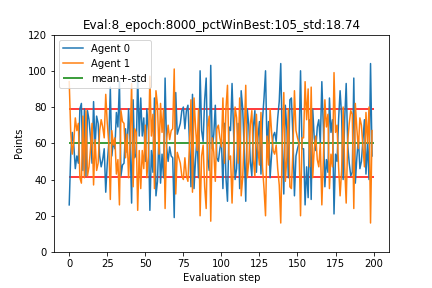 Eval:8_epoch:8000_pctWinBest:105_std:18.74
120
100
80
60
40
20
0
Points
Agent 0
Agent 1
mean+-std
0 25 50 75 100 125 150 175 200
Evaluation step